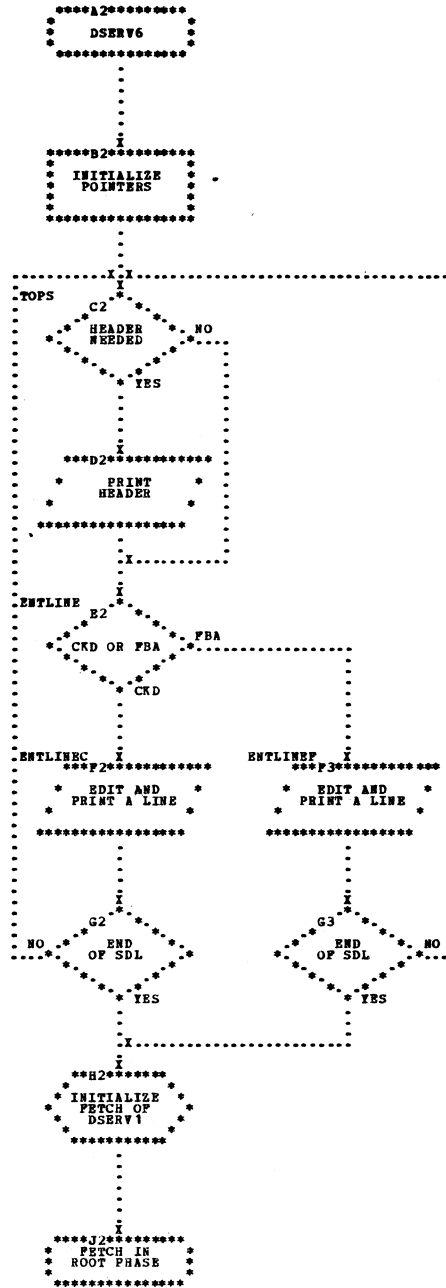 A2
DSERV6
B2
INITIALIZE
POINTERS
TOPS
C2
HEADER
NEEDED
NO
YES
D2
PRINT
HEADER
ENTLINE
E2
CKD OR FBA
FBA
CKD
ENTLINEC
F2
EDIT AND
PRINT A LINE
ENTLINEF
F3
EDIT AND
PRINT A LINE
G2
NO
END
OF SDL
YES
G3
END
OF SDL
NO
YES
H2
INITIALIZE
FETCH OF
DSERV1
J2
FETCH IN
ROOT PHASE